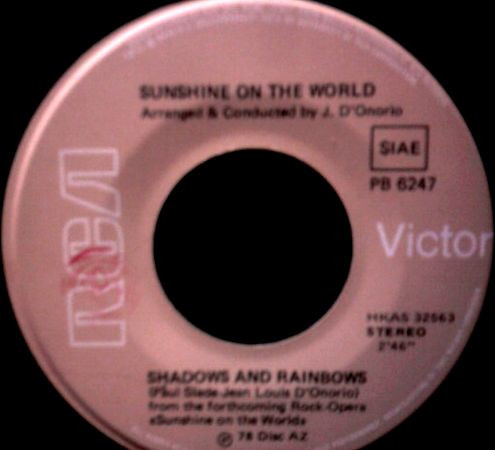 SUNSHINE ON THE WORLD
Arranged & Conducted by J. D'Onorio
SIAE
PB 6247
RCA
Victor
HKAS 32563
STEREO
2'46"
SHADOWS AND RAINBOWS
(Paul Slade-Jean Louis D'Onorio)
from the forthcoming Rock-Opera
«Sunshine on the World»
℗ 78 Disc AZ